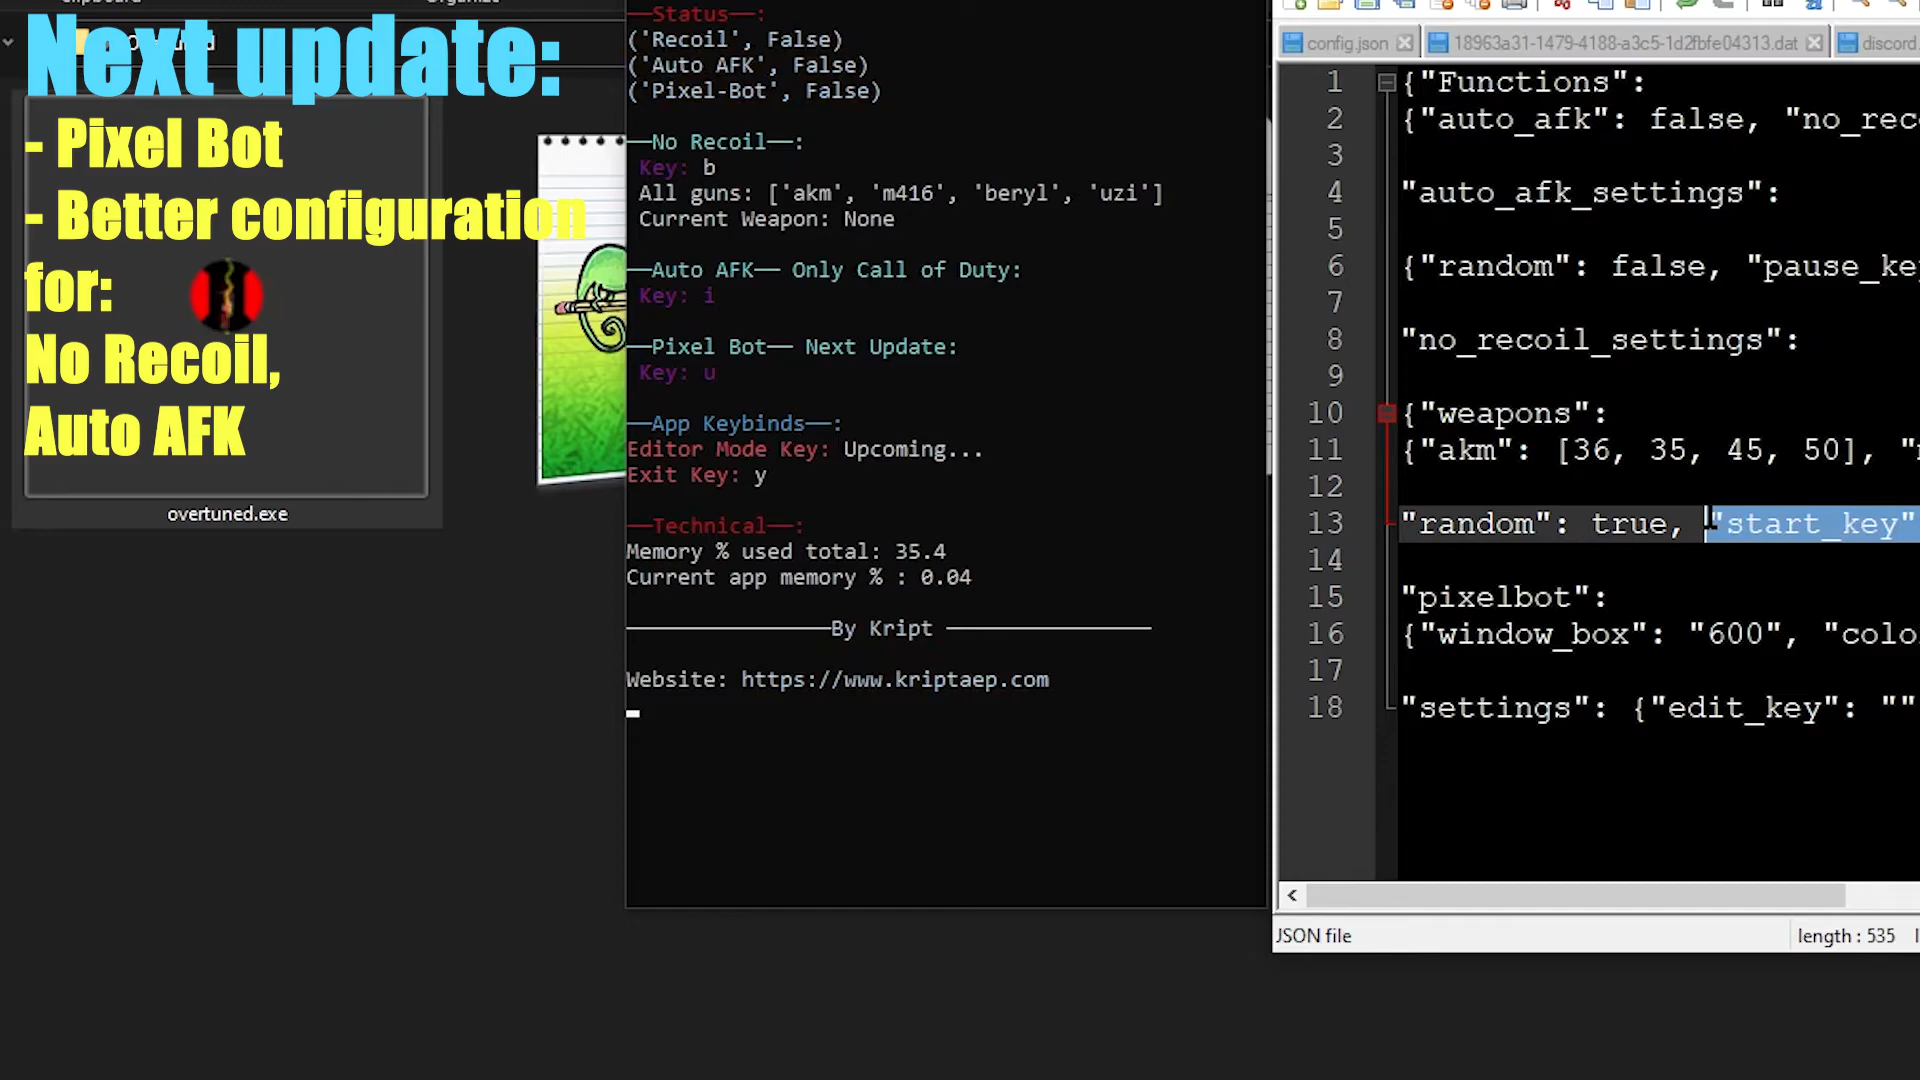 Organize
Next update:
- Pixel Bot
- Better configuration
for:
No Recoil,
Auto AFK
overtuned.exe
—Status—:
('Recoil', False)
('Auto AFK', False)
('Pixel-Bot', False)
—No Recoil—:
Key: b
All guns: ['akm', 'm416', 'beryl', 'uzi']
Current Weapon: None
—Auto AFK— Only Call of Duty:
Key: i
—Pixel Bot— Next Update:
Key: u
—App Keybinds—:
Editor Mode Key: Upcoming...
Exit Key: y
—Technical—:
Memory % used total: 35.4
Current app memory % : 0.04
————————By Kript ————————
Website: https://www.kriptaep.com
config.json
18963a31-1479-4188-a3c5-1d2fbfe04313.dat
discord
1 {"Functions":
2 {"auto_afk": false, "no_reco
3
4 "auto_afk_settings":
5
6 {"random": false, "pause_key
7
8 "no_recoil_settings":
9
10 {"weapons":
11 {"akm": [36, 35, 45, 50], "
12
13 "random": true, "start_key"
14
15 "pixelbot":
16 {"window_box": "600", "colo
17
18 "settings": {"edit_key": ""
JSON file
length : 535